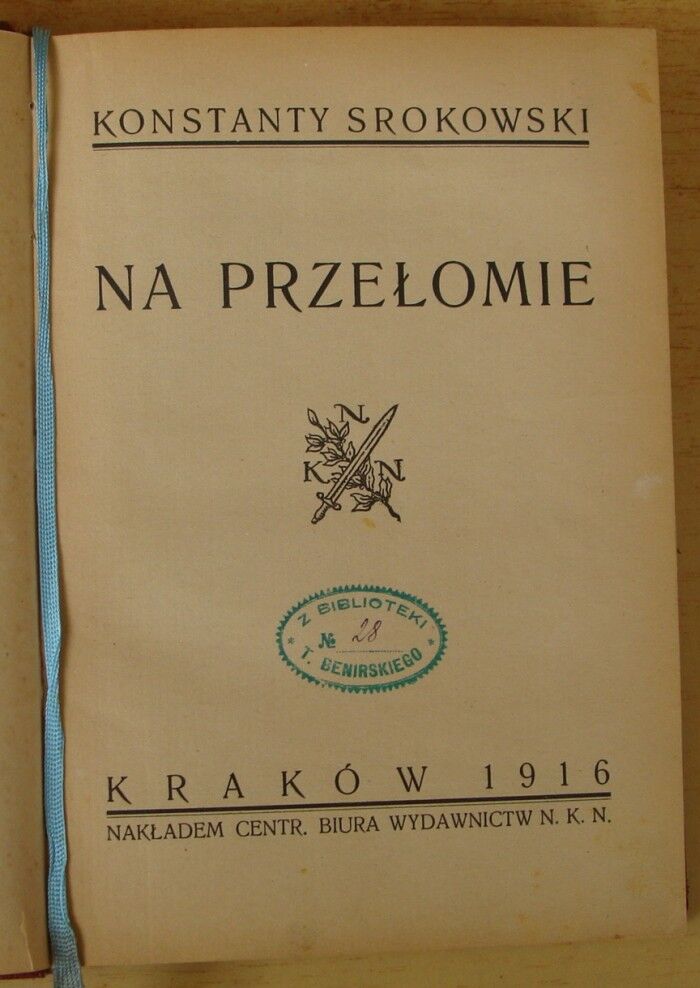 KONSTANTY SROKOWSKI
NA PRZEŁOMIE
N
K N
Z BIBLIOTEKI
№ 28
T. BENIRSKIEGO
KRAKÓW 1916
NAKŁADEM CENTR. BIURA WYDAWNICTW N. K. N.